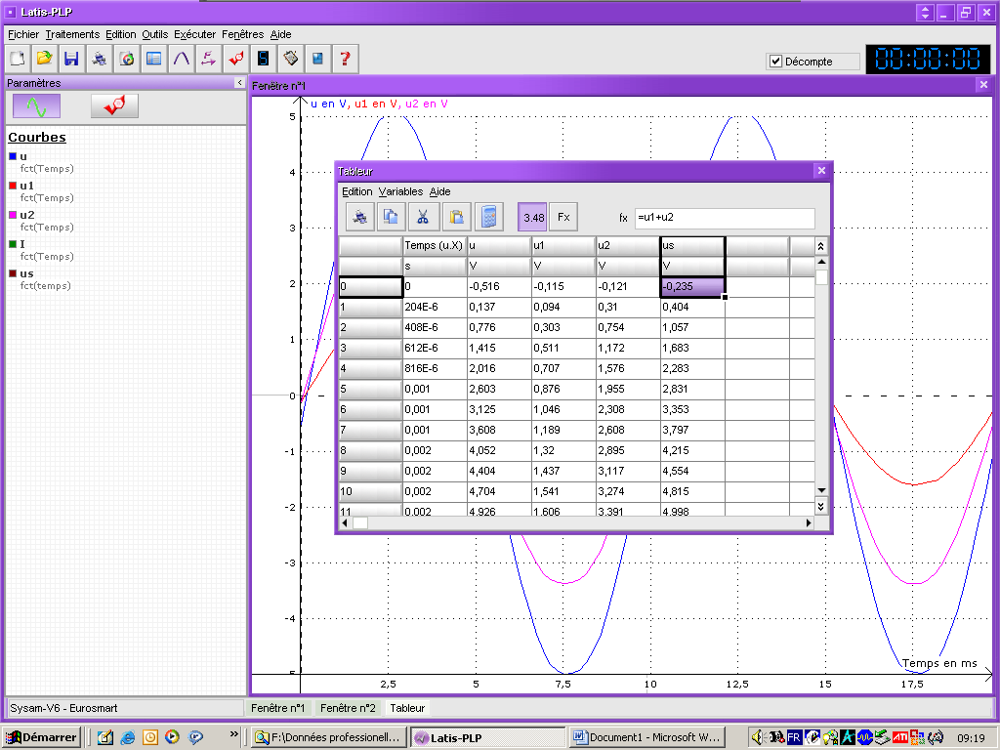 Latis-PLP
Fichier Traitements Edition Outils Exécuter Fenêtres Aide
Décompte
00:00:00
Paramètres
Courbes
u
fct(Temps)
u1
fct(Temps)
u2
fct(Temps)
I
fct(Temps)
us
fct(temps)
Fenêtre n°1
u en V, u1 en V, u2 en V
5
4
3
2
1
0
-1
-2
-3
-4
2,5 5 7,5 10 12,5 15 17,5
Temps en ms
Tableur
Edition Variables Aide
3.48 Fx fx =u1+u2
Temps (u.X) u u1 u2 us
s V V V V
0 0 -0,516 -0,115 -0,121 -0,235
1 204E-6 0,137 0,094 0,31 0,404
2 408E-6 0,776 0,303 0,754 1,057
3 612E-6 1,415 0,511 1,172 1,683
4 816E-6 2,016 0,707 1,576 2,283
5 0,001 2,603 0,876 1,955 2,831
6 0,001 3,125 1,046 2,308 3,353
7 0,001 3,608 1,189 2,608 3,797
8 0,002 4,052 1,32 2,895 4,215
9 0,002 4,404 1,437 3,117 4,554
10 0,002 4,704 1,541 3,274 4,815
11 0,002 4,926 1,606 3,391 4,998
Sysam-V6 - Eurosmart
Fenêtre n°1 Fenêtre n°2 Tableur
Démarrer
F:\Données professionell...
Latis-PLP
Document1 - Microsoft W...
FR
ATI
09:19